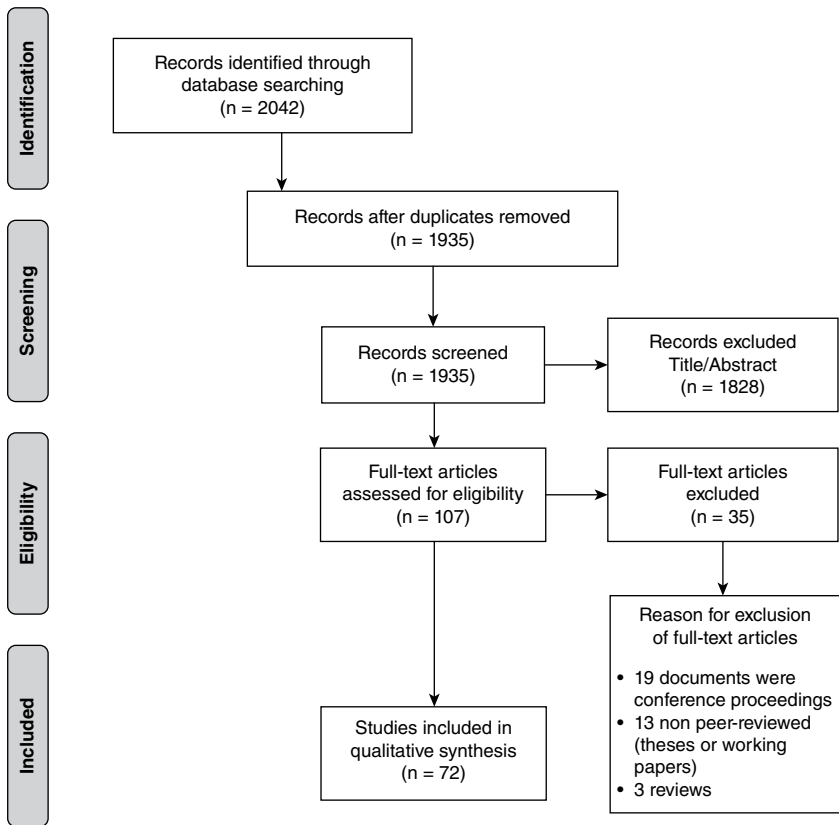 Identification
Records identified through
database searching
(n = 2042)
Records after duplicates removed
(n = 1935)
Screening
Records screened
(n = 1935)
Records excluded
Title/Abstract
(n = 1828)
Eligibility
Full-text articles
assessed for eligibility
(n = 107)
Full-text articles
excluded
(n = 35)
Reason for exclusion
of full-text articles
• 19 documents were
conference proceedings
• 13 non peer-reviewed
(theses or working
papers)
• 3 reviews
Included
Studies included in
qualitative synthesis
(n = 72)